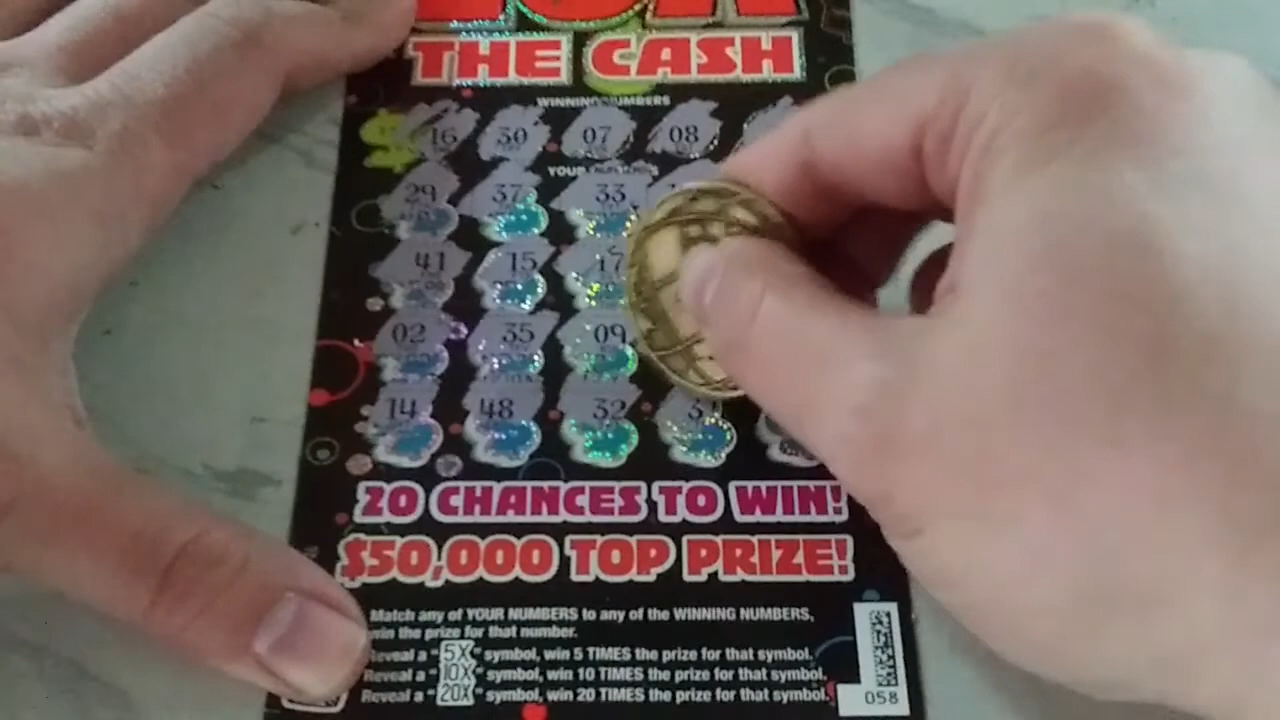 THE CASH
WINNING NUMBERS
16 30 07 08
YOUR NUMBERS
29 37 33
41 15 17
02 35 09
14 48 32 31
20 CHANCES TO WIN!
$50,000 TOP PRIZE!
Match any of YOUR NUMBERS to any of the WINNING NUMBERS,
win the prize for that number.
Reveal a "5X" symbol, win 5 TIMES the prize for that symbol.
Reveal a "10X" symbol, win 10 TIMES the prize for that symbol.
Reveal a "20X" symbol, win 20 TIMES the prize for that symbol.
058